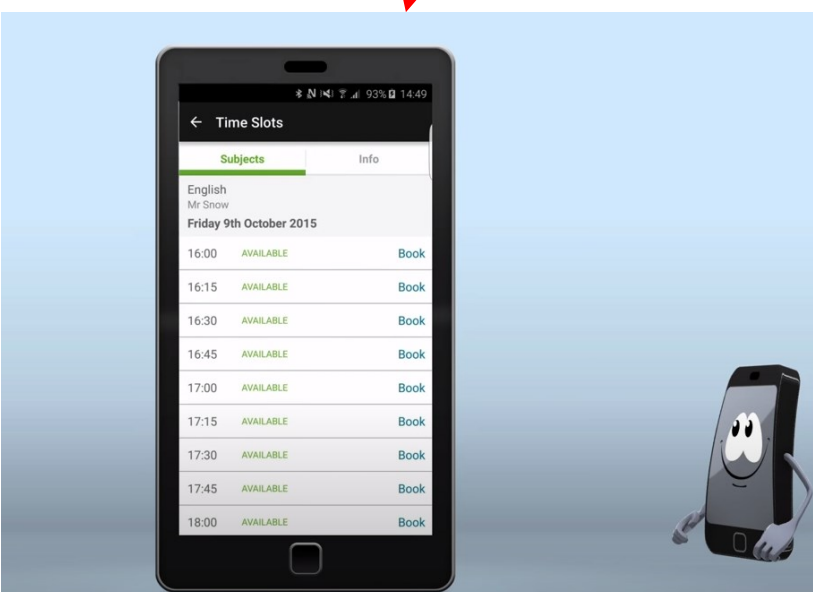 93% 14:49
← Time Slots
Subjects Info
English
Mr Snow
Friday 9th October 2015
16:00 AVAILABLE Book
16:15 AVAILABLE Book
16:30 AVAILABLE Book
16:45 AVAILABLE Book
17:00 AVAILABLE Book
17:15 AVAILABLE Book
17:30 AVAILABLE Book
17:45 AVAILABLE Book
18:00 AVAILABLE Book